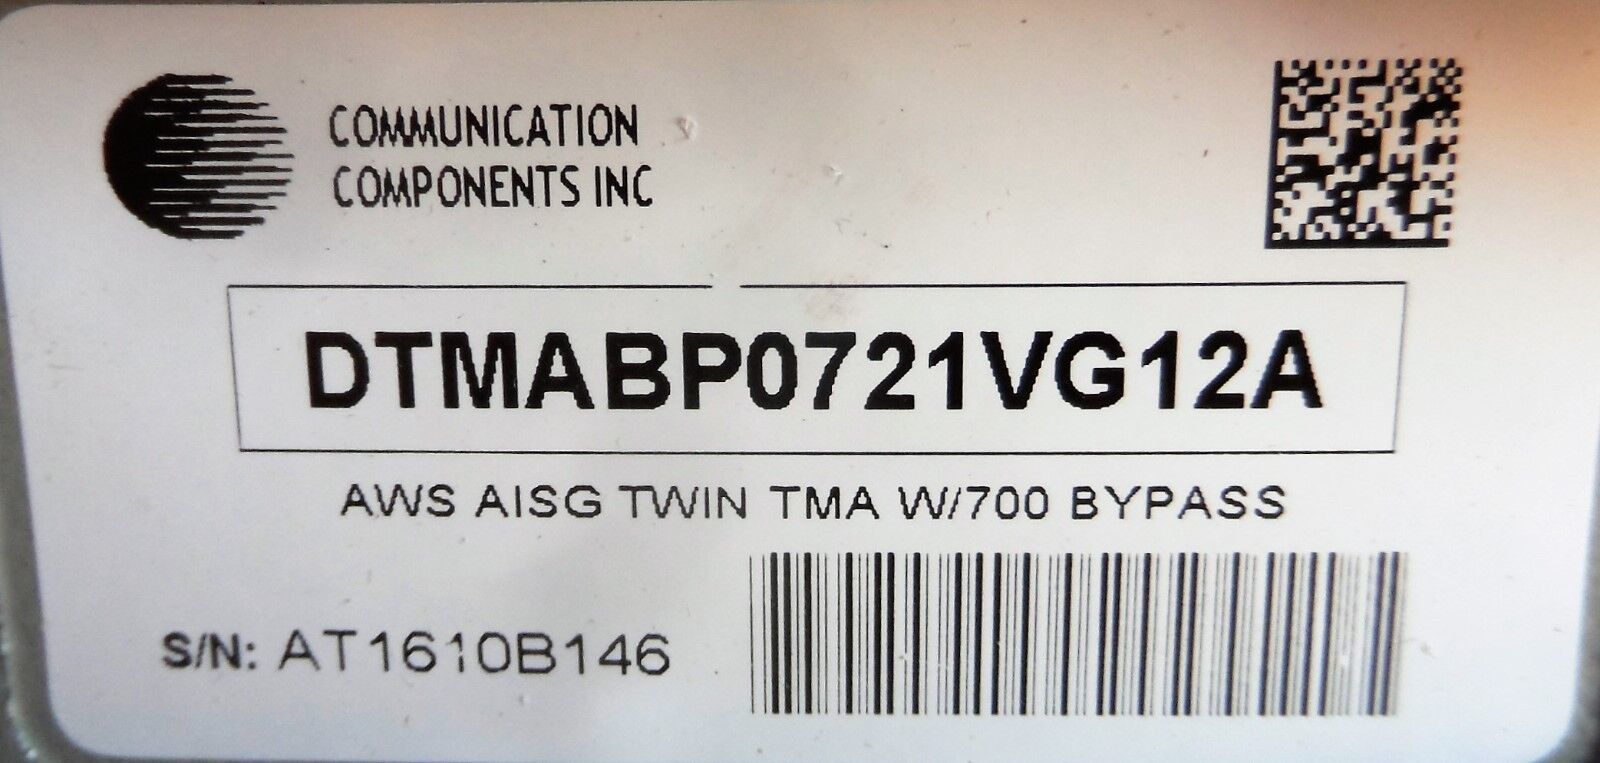 COMMUNICATION
COMPONENTS INC
DTMABP0721VG12A
AWS AISG TWIN TMA W/700 BYPASS
S/N: AT1610B146